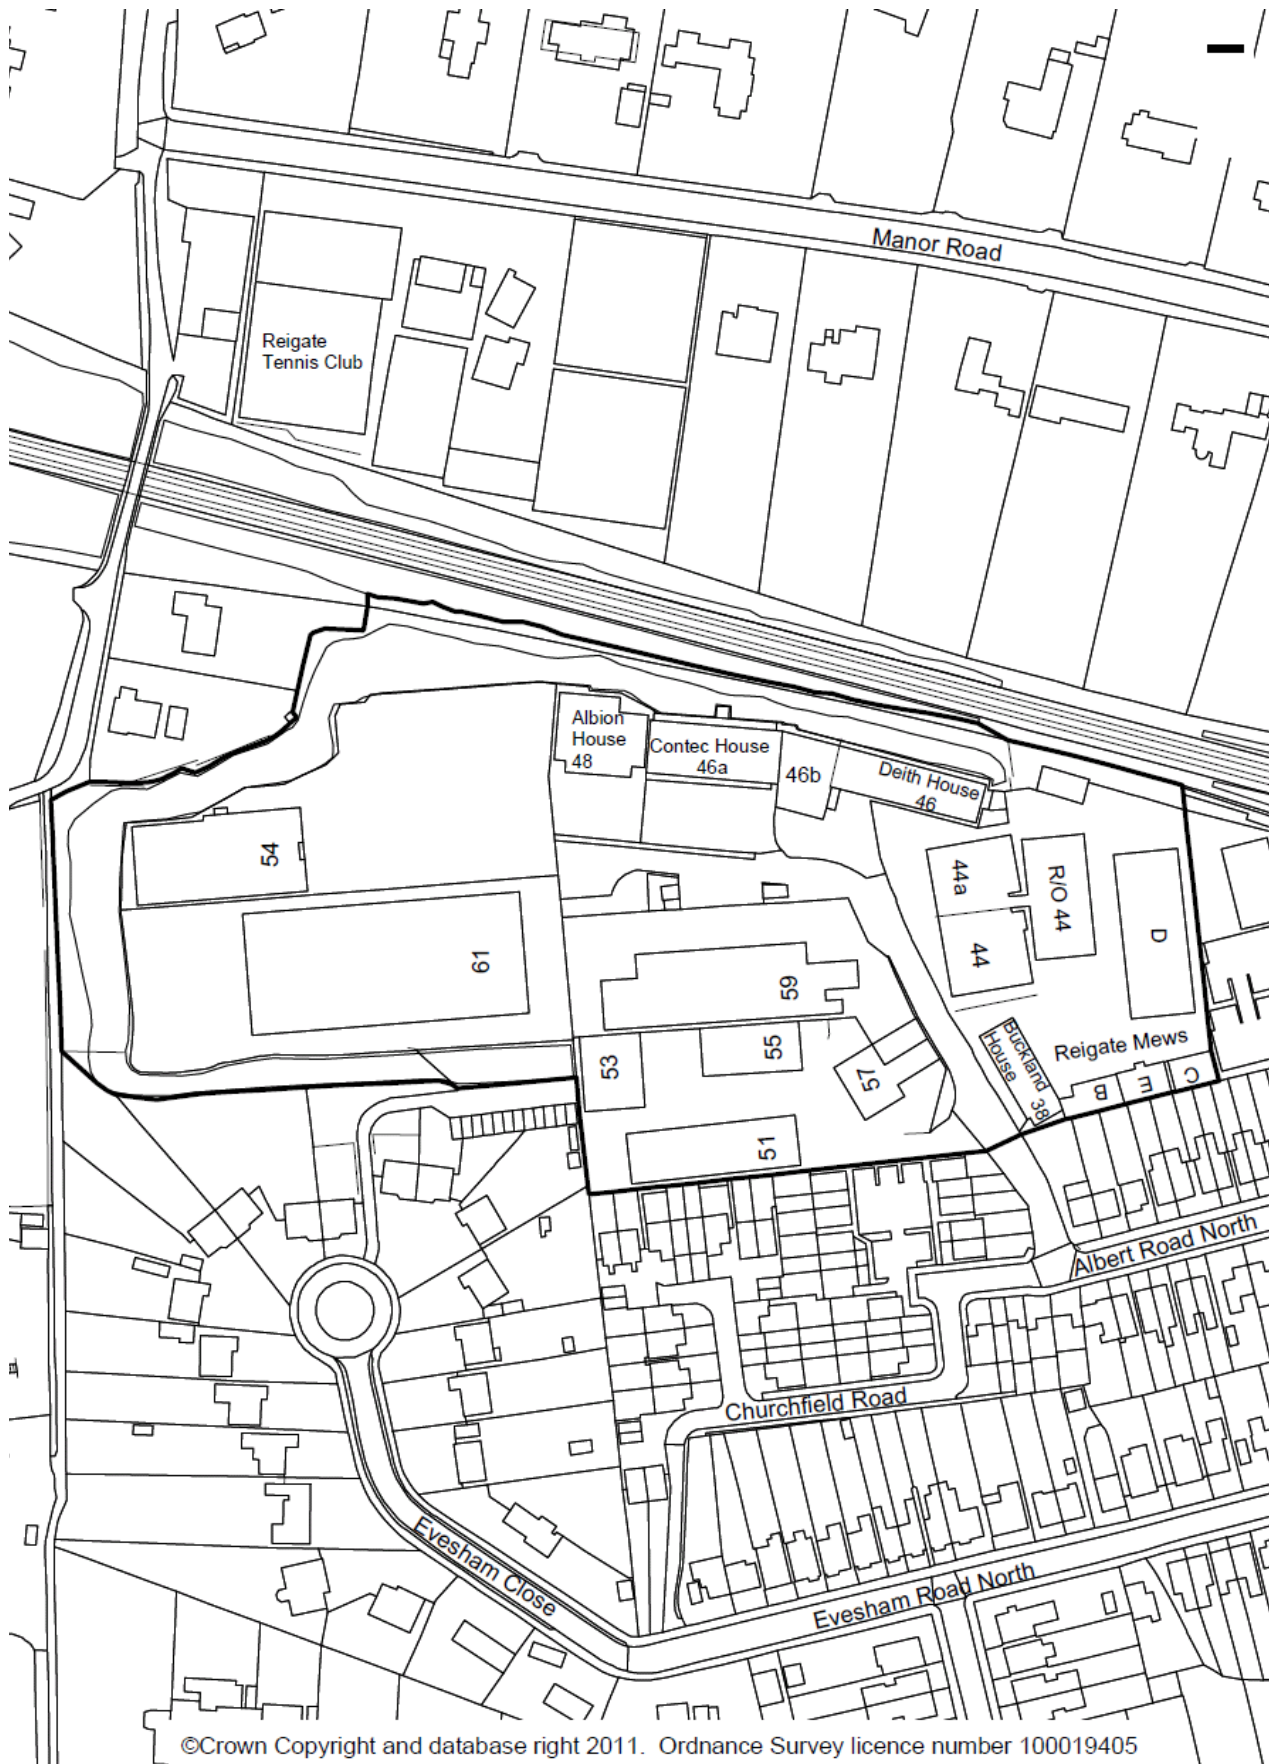 Manor Road
Reigate
Tennis Club
Albion
House
48
Contec House
46a
46b
Deith House
46
54
44a
R/O 44
D
44
61
59
Buckland
House
38
Reigate Mews
53
55
57
B
E
C
51
Albert Road North
Churchfield Road
Evesham Close
Evesham Road North
©Crown Copyright and database right 2011. Ordnance Survey licence number 100019405